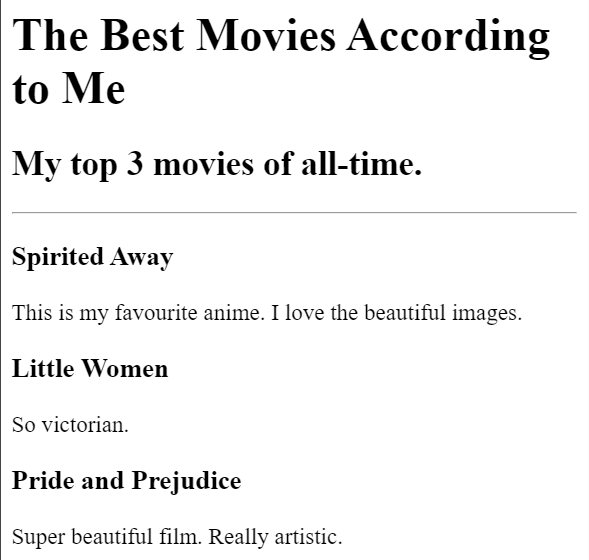 The Best Movies According
to Me
My top 3 movies of all-time.
Spirited Away
This is my favourite anime. I love the beautiful images.
Little Women
So victorian.
Pride and Prejudice
Super beautiful film. Really artistic.